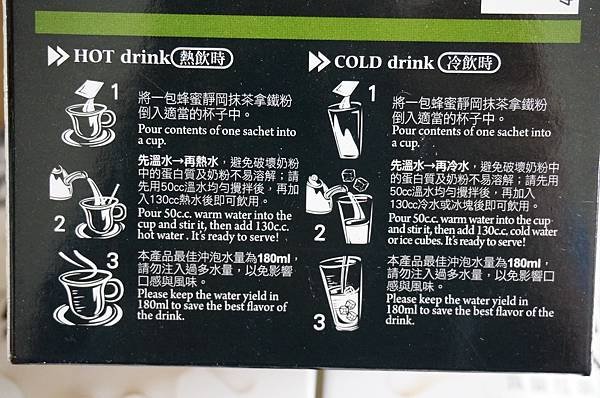 HOT drink 熱飲時
1
將一包蜂蜜靜岡抹茶拿鐵粉
倒入適當的杯子中。
Pour contents of one sachet into
a cup.
2
先溫水→再熱水，避免破壞奶粉
中的蛋白質及奶粉不易溶解；請
先用50cc溫水均勻攪拌後，再加
入130cc熱水後即可飲用。
Pour 50c.c. warm water into the
cup and stir it, then add 130c.c.
hot water . It's ready to serve!
3
本產品最佳沖泡水量為180ml，
請勿注入過多水量，以免影響
口感與風味。
Please keep the water yield in
180ml to save the best flavor of
the drink.
COLD drink 冷飲時
1
將一包蜂蜜靜岡抹茶拿鐵粉
倒入適當的杯子中。
Pour contents of one sachet into
a cup.
2
先溫水→再冷水，避免破壞奶粉中
的蛋白質及奶粉不易溶解；請先用
50cc溫水均勻攪拌後，再加入
130cc冷水或冰塊後即可飲用。
Pour 50c.c. warm water into the cup
and stir it, then add 130c.c. cold water
or ice cubes. It's ready to serve!
3
本產品最佳沖泡水量為180ml，
請勿注入過多水量，以免影響口
感與風味。
Please keep the water yield in
180ml to save the best flavor of the
drink.